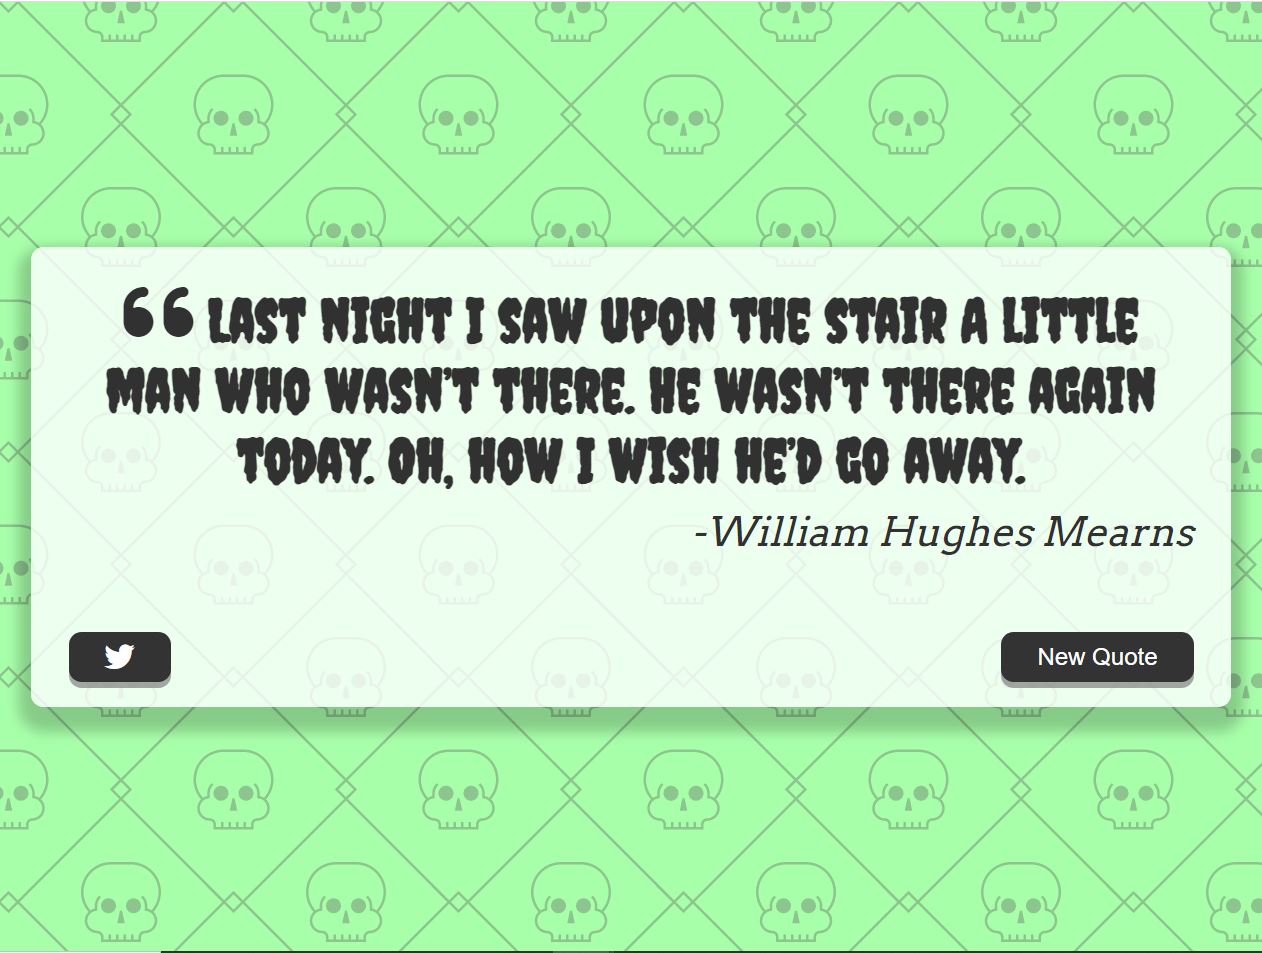 “ LAST NIGHT I SAW UPON THE STAIR A LITTLE
MAN WHO WASN’T THERE. HE WASN’T THERE AGAIN
TODAY. OH, HOW I WISH HE’D GO AWAY.
-William Hughes Mearns
New Quote